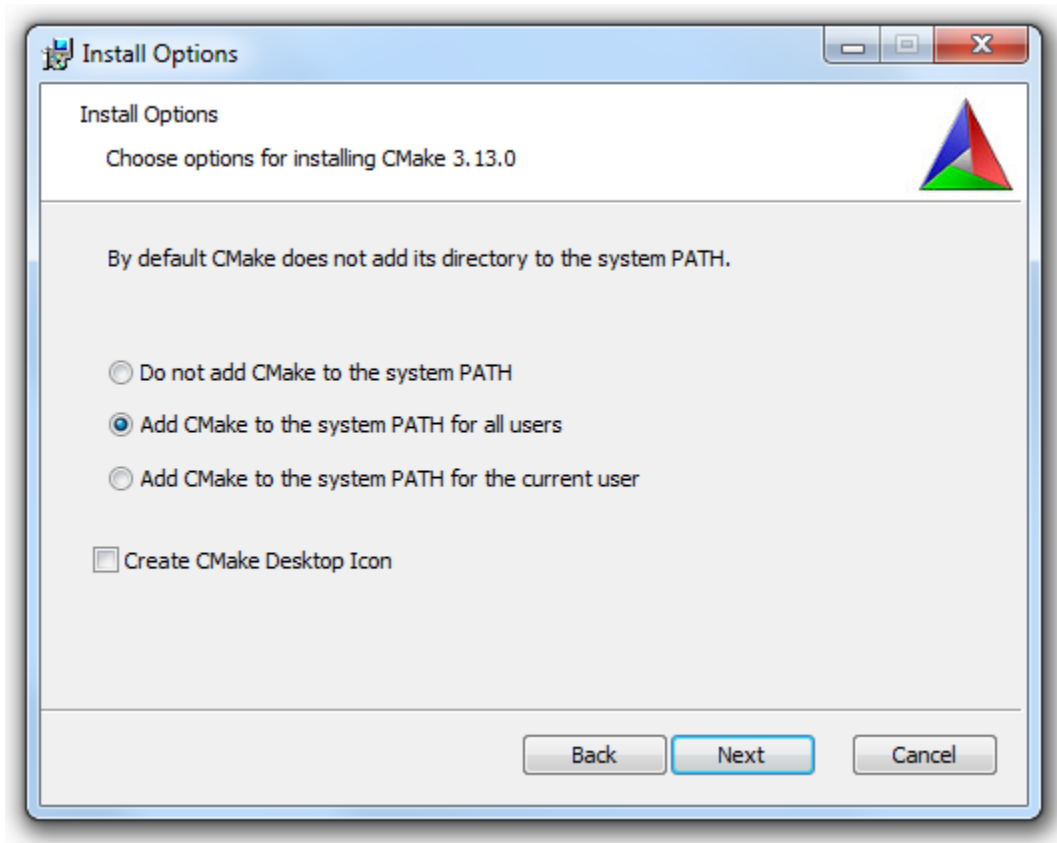 Install Options
Install Options
Choose options for installing CMake 3.13.0
By default CMake does not add its directory to the system PATH.
Do not add CMake to the system PATH
Add CMake to the system PATH for all users
Add CMake to the system PATH for the current user
Create CMake Desktop Icon
Back Next Cancel